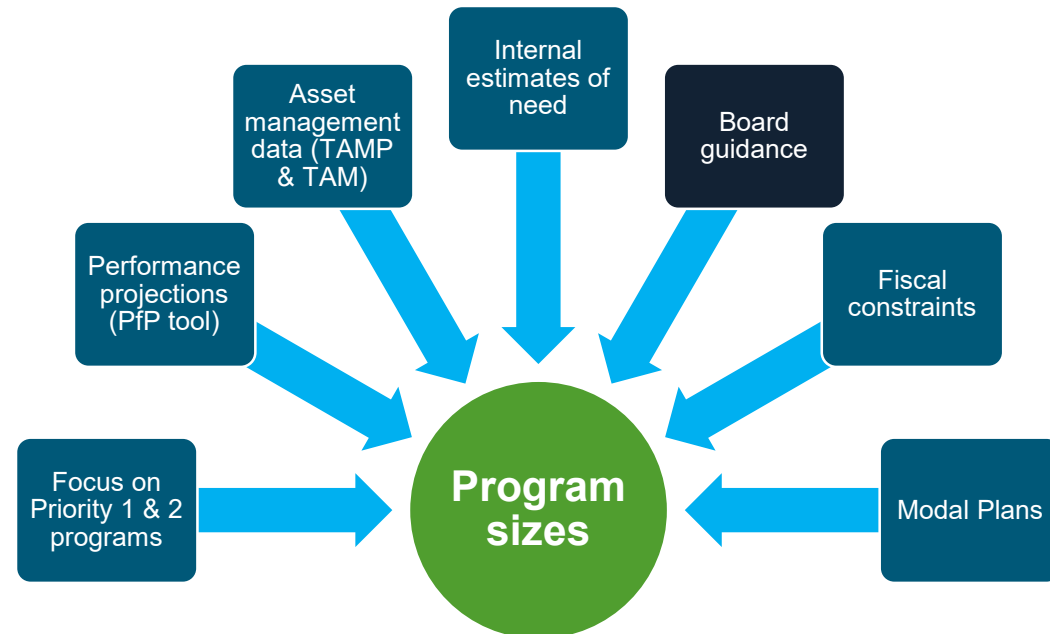 Focus on
Priority 1 & 2
programs
Performance
projections
(PfP tool)
Asset
management
data (TAMP
& TAM)
Internal
estimates of
need
Board
guidance
Fiscal
constraints
Modal Plans
Program
sizes